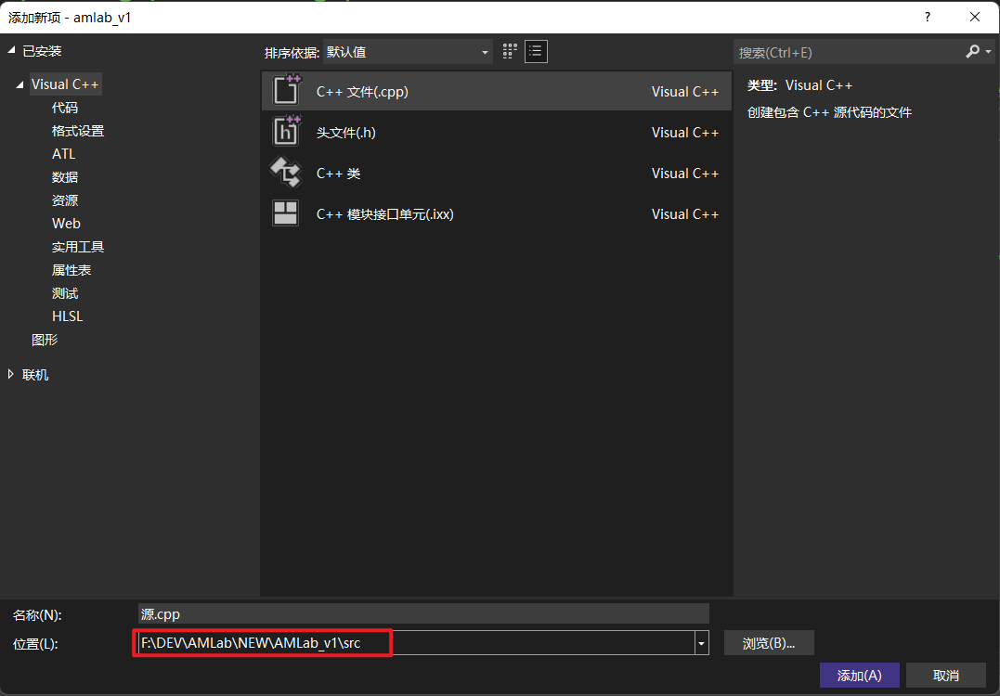 添加新项 - amlab_v1
?
已安装
Visual C++
代码
格式设置
ATL
数据
资源
Web
实用工具
属性表
测试
HLSL
图形
联机
排序依据: 默认值
C++ 文件(.cpp) Visual C++
头文件(.h) Visual C++
C++ 类 Visual C++
C++ 模块接口单元(.ixx) Visual C++
搜索(Ctrl+E)
类型: Visual C++
创建包含 C++ 源代码的文件
名称(N): 源.cpp
位置(L): F:\DEV\AMLab\NEW\AMLab_v1\src
浏览(B)...
添加(A) 取消